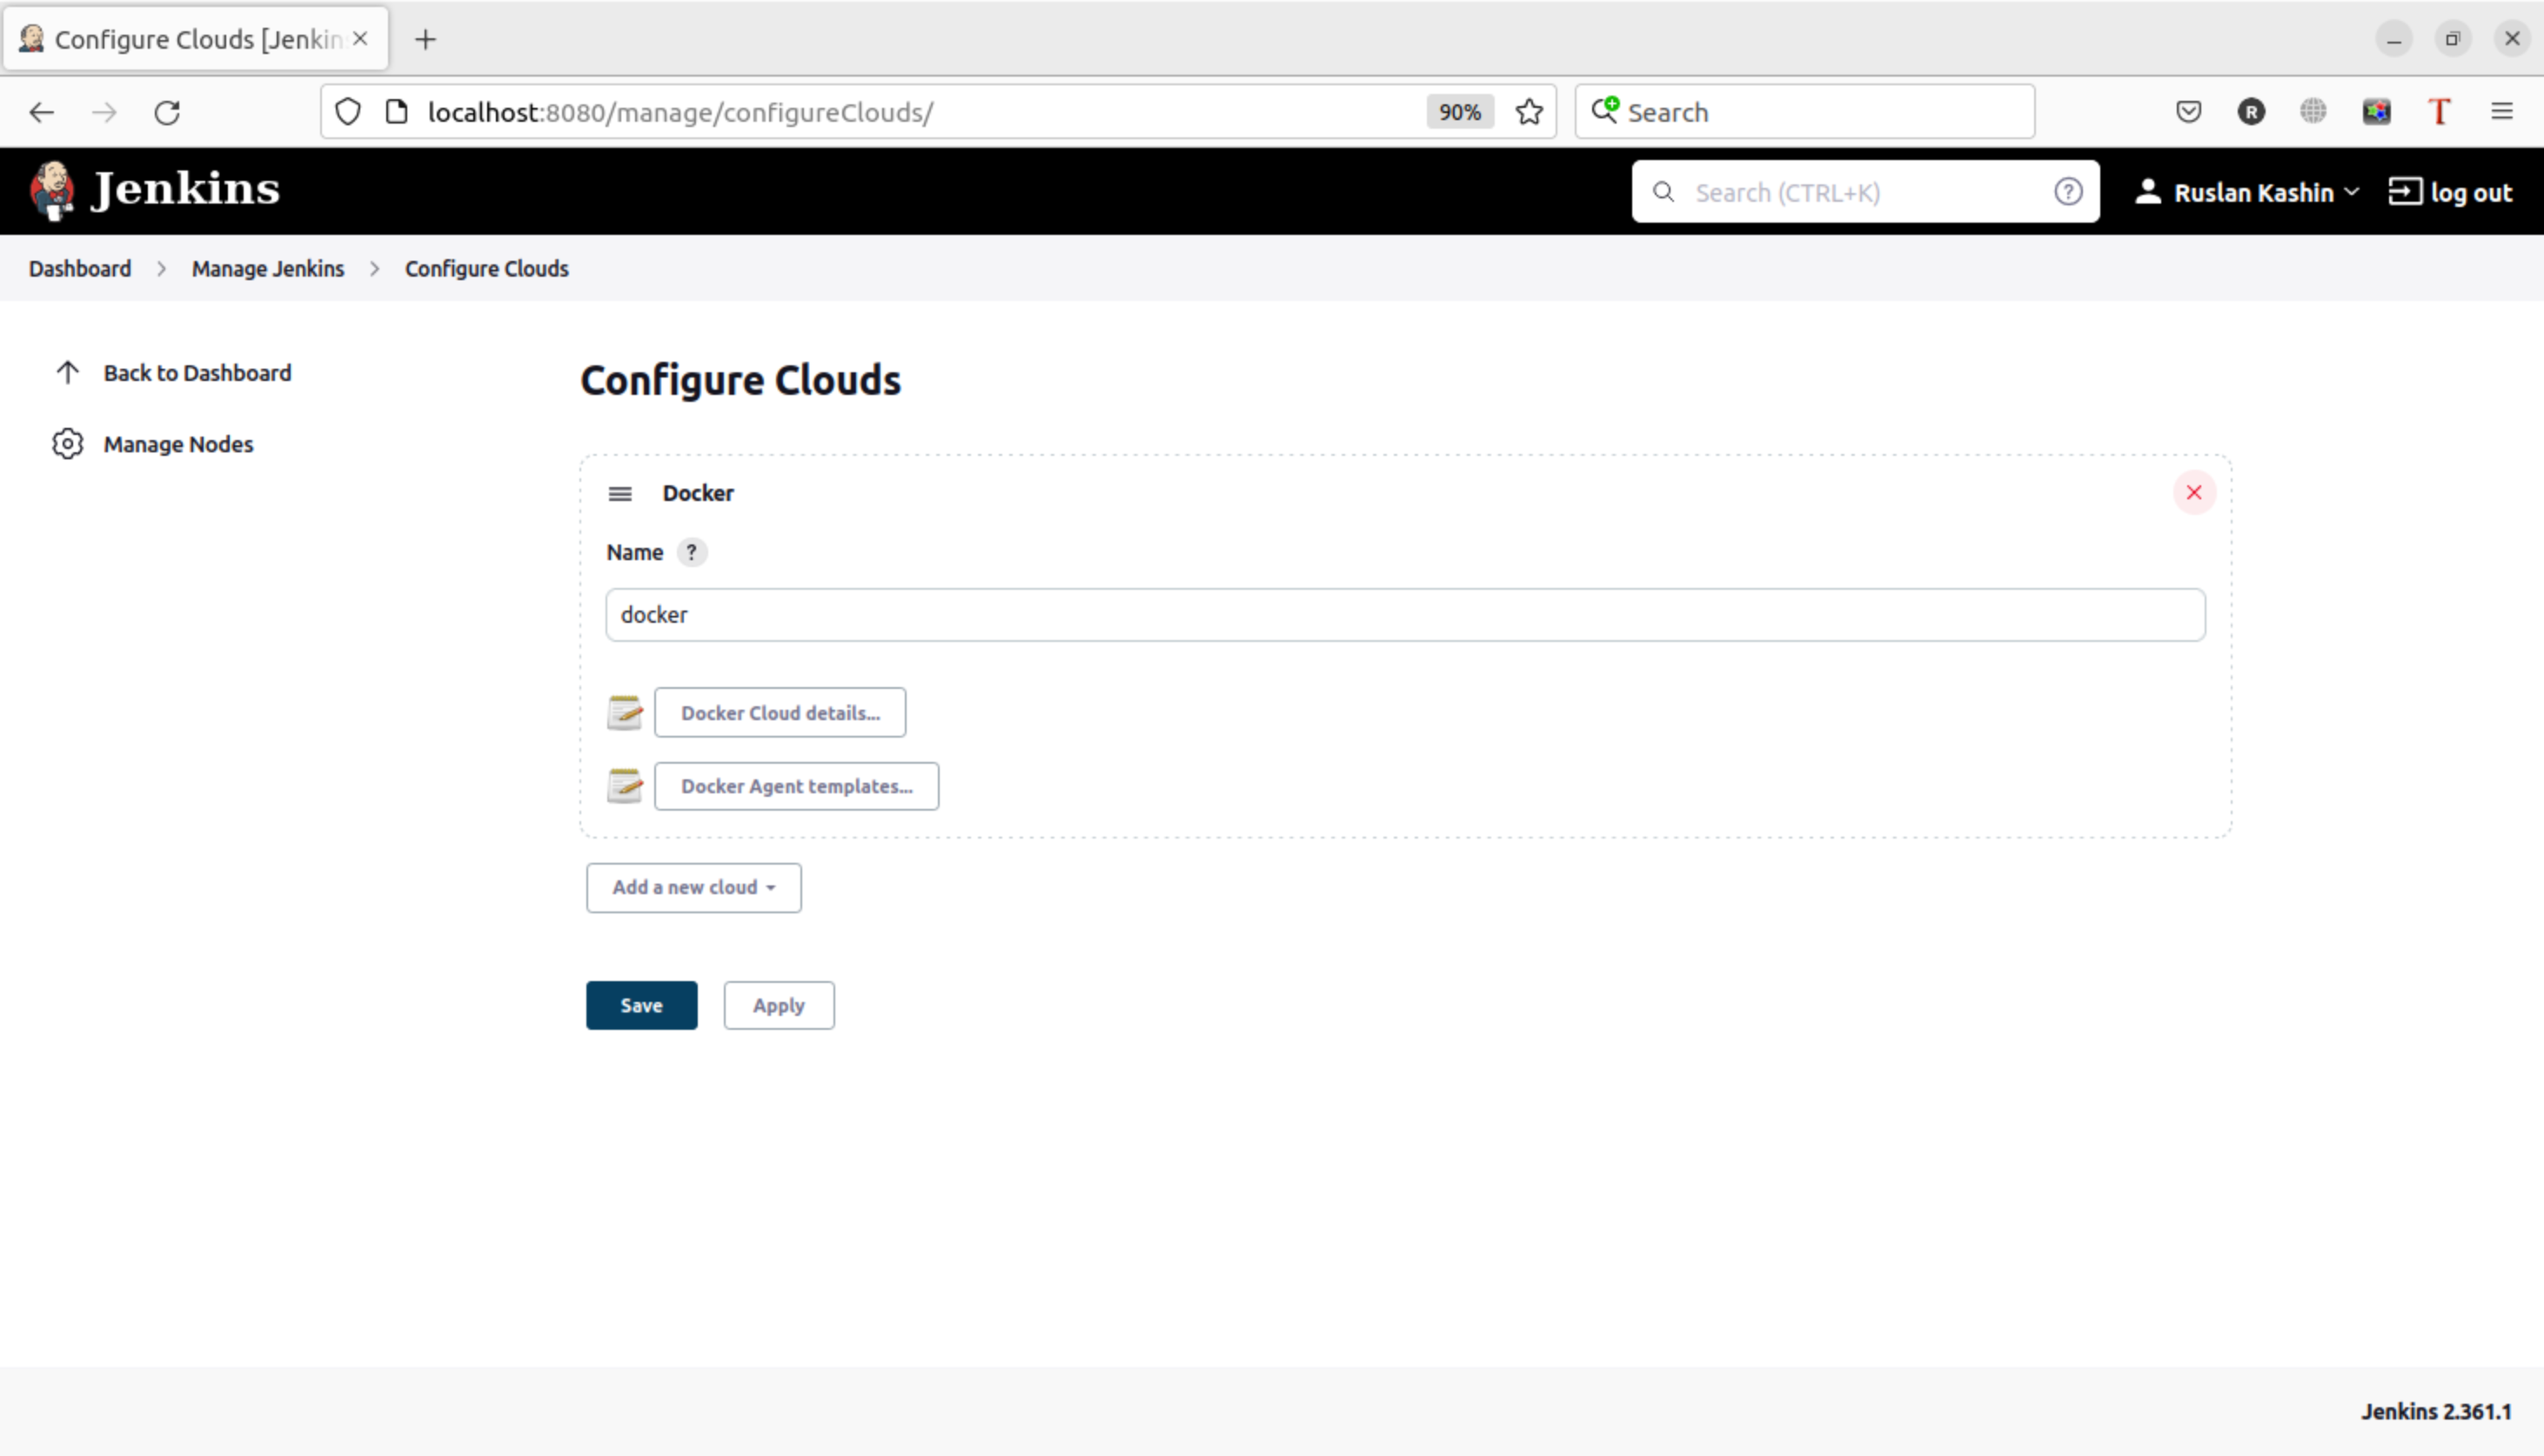 Configure Clouds [Jenkin
localhost:8080/manage/configureClouds/
90%
Search
R
T
Jenkins
Search (CTRL+K)
?
Ruslan Kashin
log out
Dashboard > Manage Jenkins > Configure Clouds
Back to Dashboard
Manage Nodes
Configure Clouds
Docker
Name ?
docker
Docker Cloud details...
Docker Agent templates...
Add a new cloud
Save
Apply
Jenkins 2.361.1